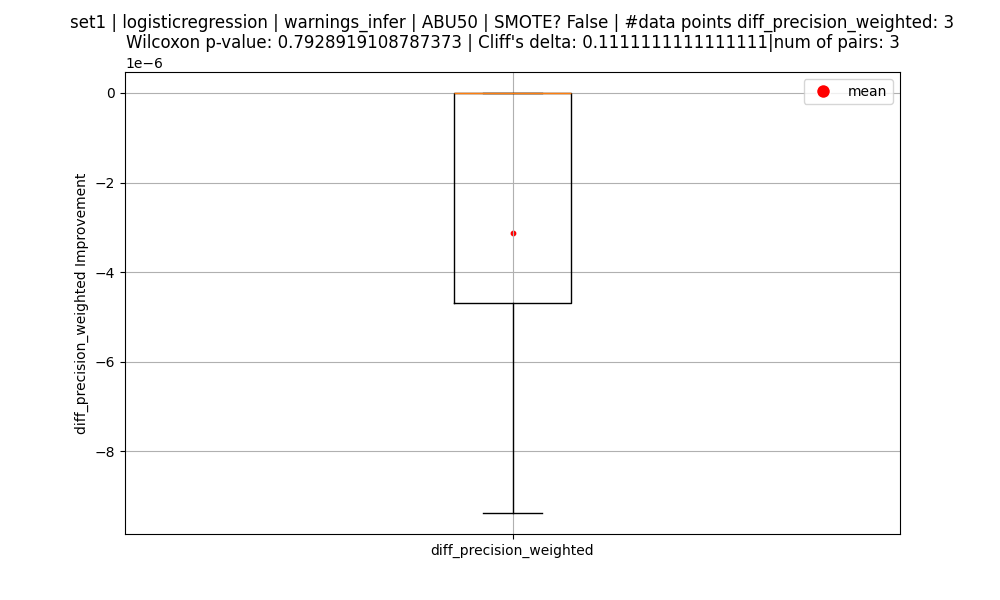 set1 | logisticregression | warnings_infer | ABU50 | SMOTE? False | #data points diff_precision_weighted: 3
Wilcoxon p-value: 0.7928919108787373 | Cliff's delta: 0.1111111111111111|num of pairs: 3
1e−6
0
−2
−4
−6
−8
diff_precision_weighted Improvement
mean
diff_precision_weighted